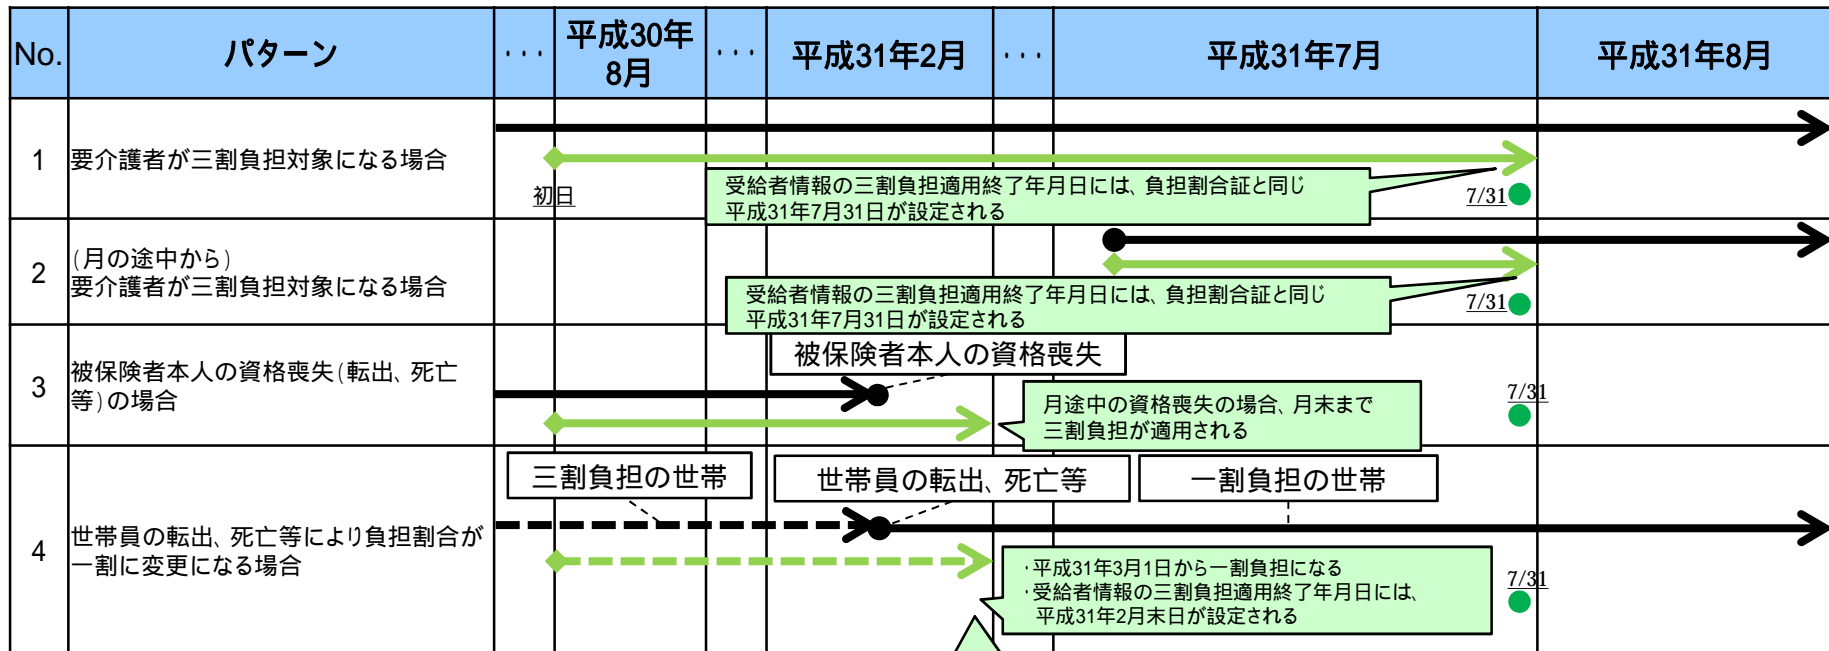 No.
パターン
・・・
平成30年
8月
・・・
平成31年2月
・・・
平成31年7月
平成31年8月
1
要介護者が三割負担対象になる場合
初日
受給者情報の三割負担適用終了年月日には、負担割合証と同じ
平成31年7月31日が設定される
7/31
2
(月の途中から)
要介護者が三割負担対象になる場合
受給者情報の三割負担適用終了年月日には、負担割合証と同じ
平成31年7月31日が設定される
7/31
3
被保険者本人の資格喪失(転出、死亡
等)の場合
被保険者本人の資格喪失
月途中の資格喪失の場合、月末まで
三割負担が適用される
7/31
4
世帯員の転出、死亡等により負担割合が
一割に変更になる場合
三割負担の世帯
世帯員の転出、死亡等
一割負担の世帯
・平成31年3月1日から一割負担になる
・受給者情報の三割負担適用終了年月日には、
平成31年2月末日が設定される
7/31